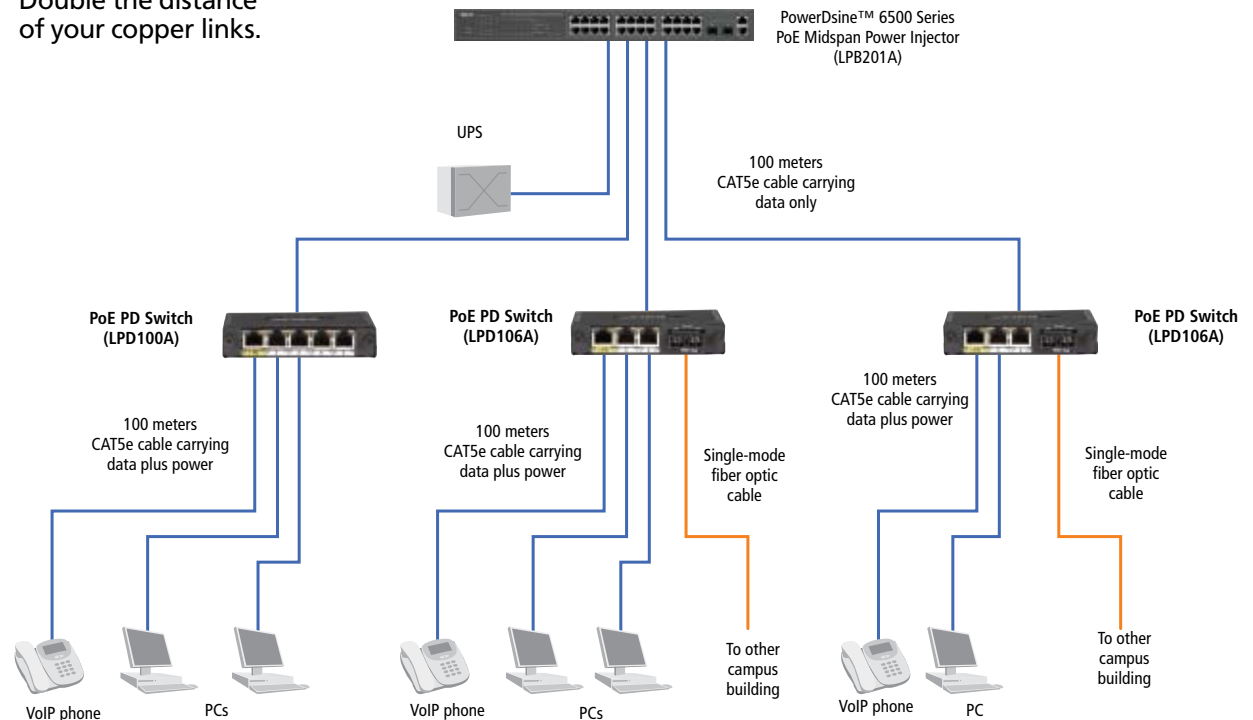 Double the distance
of your copper links.
PowerDsine™ 6500 Series
PoE Midspan Power Injector
(LPB201A)
UPS
100 meters
CAT5e cable carrying
data only
PoE PD Switch
(LPD100A)
PoE PD Switch
(LPD106A)
PoE PD Switch
(LPD106A)
100 meters
CAT5e cable carrying
data plus power
100 meters
CAT5e cable carrying
data plus power
Single-mode
fiber optic
cable
100 meters
CAT5e cable carrying
data plus power
Single-mode
fiber optic
cable
VoIP phone
PCs
VoIP phone
PCs
To other
campus
building
VoIP phone
PC
To other
campus
building